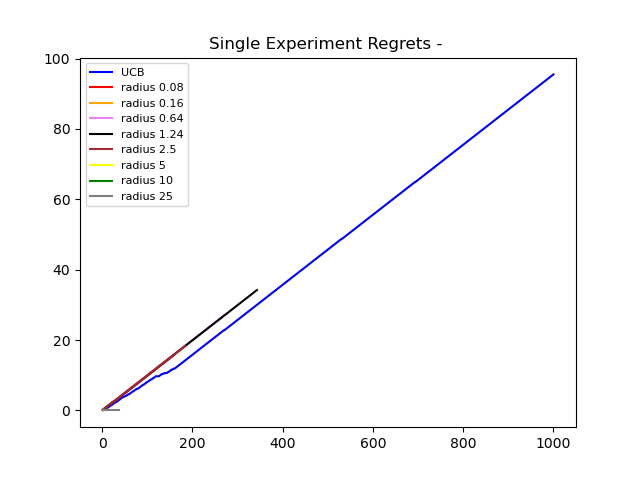 Single Experiment Regrets -
100
80
60
40
20
0
UCB
radius 0.08
radius 0.16
radius 0.64
radius 1.24
radius 2.5
radius 5
radius 10
radius 25
0 200 400 600 800 1000